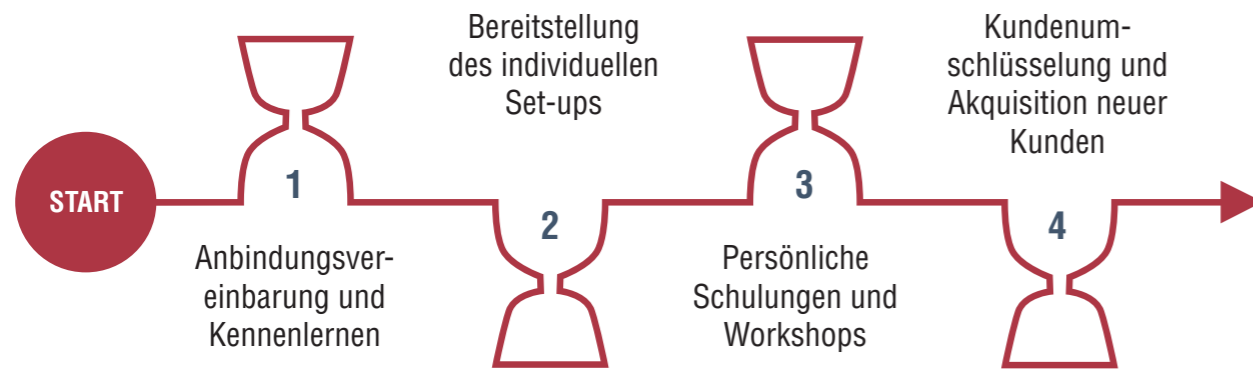 START
1
Anbindungsver-
einbarung und
Kennenlernen
Bereitstellung
des individuellen
Set-ups
2
3
Persönliche
Schulungen und
Workshops
Kundenum-
schlüsselung und
Akquisition neuer
Kunden
4